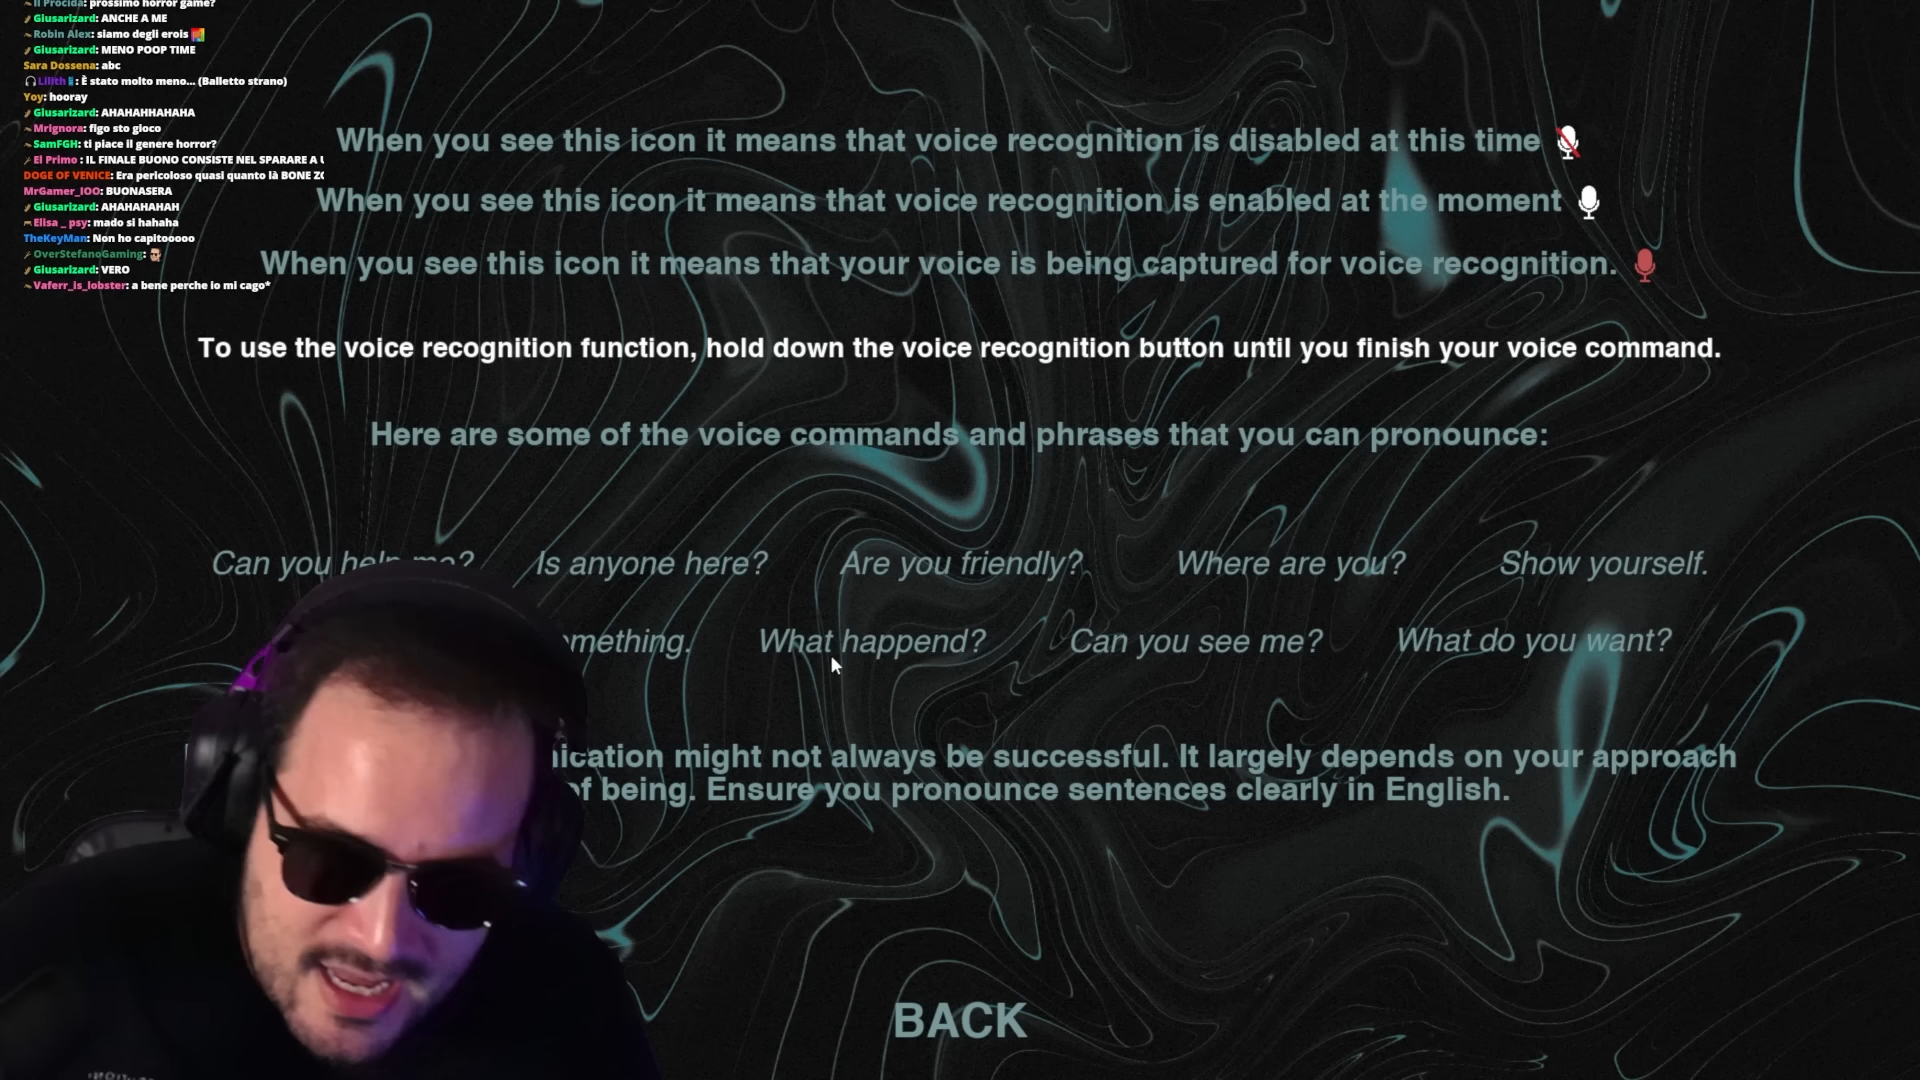 Il Procida: prossimo horror game?
Giusarizard: ANCHE A ME
Robin Alex: siamo degli erois
Giusarizard: MENO POOP TIME
Sara Dossena: abc
Lilith: È stato molto meno... (Balletto strano)
Yoy: hooray
Giusarizard: AHAHAHHAHAHA
Mrignora: figo sto gioco
SamFGH: ti piace il genere horror?
El Primo: IL FINALE BUONO CONSISTE NEL SPARARE A
DOGE OF VENICE: Era pericoloso quasi quanto là BONE
MrGamer_IOO: BUONASERA
Giusarizard: AHAHAHAHAH
Elisa _ psy: mado si hahaha
TheKeyMan: Non ho capitooooo
OverStefanoGaming:
Giusarizard: VERO
Vaferr_is_lobster: a bene perche io mi cago*
When you see this icon it means that voice recognition is disabled at this time
When you see this icon it means that voice recognition is enabled at the moment
When you see this icon it means that your voice is being captured for voice recognition.
To use the voice recognition function, hold down the voice recognition button until you finish your voice command.
Here are some of the voice commands and phrases that you can pronounce:
Can you help me? Is anyone here? Are you friendly? Where are you? Show yourself.
omething. What happend? Can you see me? What do you want?
ication might not always be successful. It largely depends on your approach
of being. Ensure you pronounce sentences clearly in English.
BACK